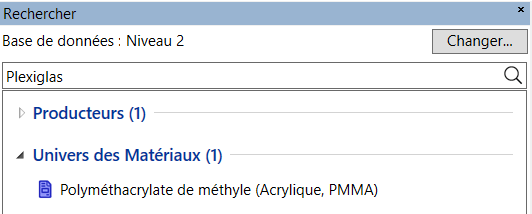 Rechercher
Base de données : Niveau 2
Changer...
Plexiglas
Producteurs (1)
Univers des Matériaux (1)
Polyméthacrylate de méthyle (Acrylique, PMMA)